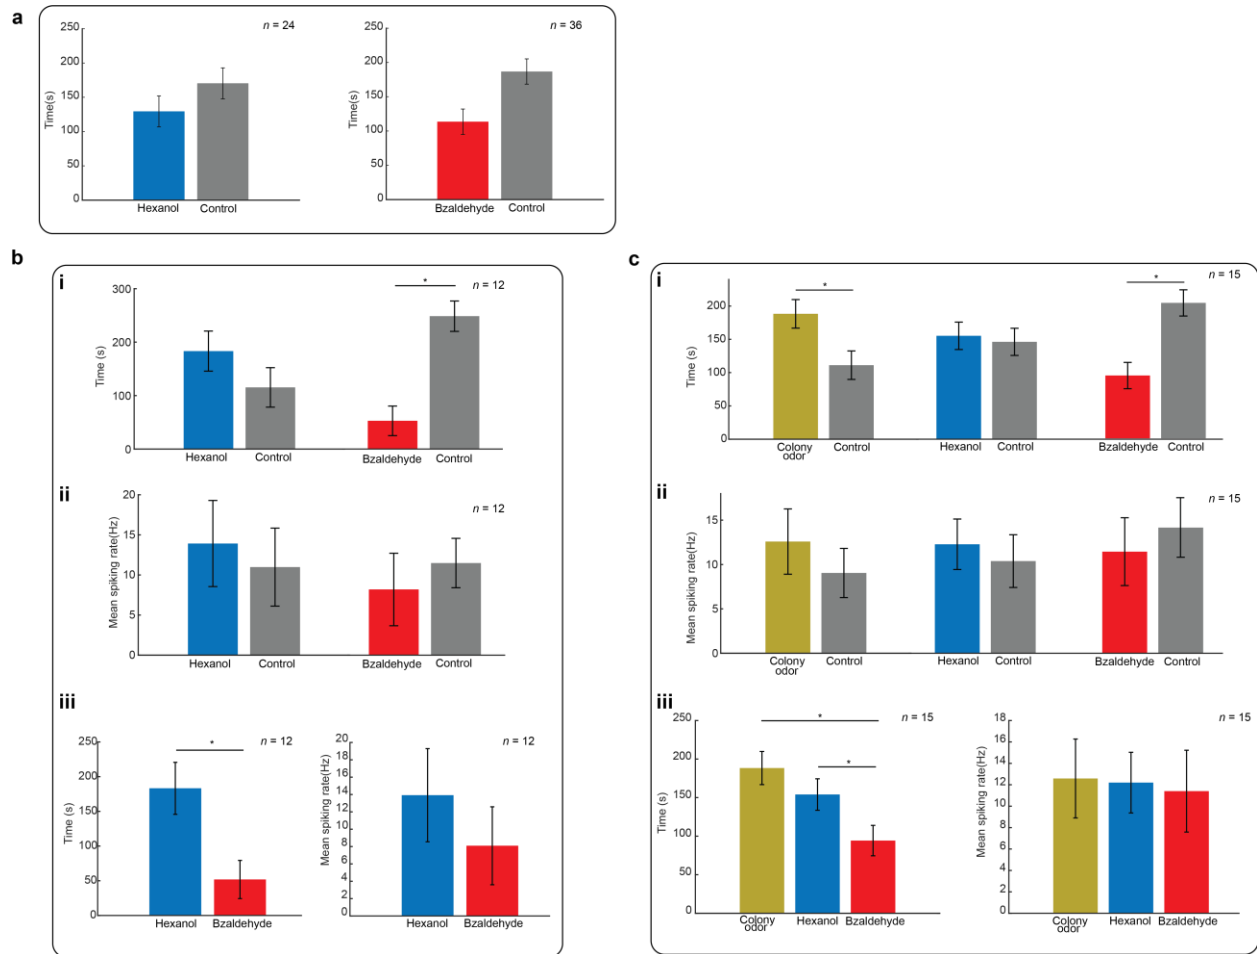 a
n = 24
n = 36
Time(s)
250
200
150
100
50
0
Hexanol Control
Time(s)
250
200
150
100
50
0
Bzaldehyde Control
b
i
n = 12
*
Time (s)
300
200
100
0
Hexanol Control Bzaldehyde Control
ii
n = 12
Mean spiking rate(Hz)
20
15
10
5
0
Hexanol Control Bzaldehyde Control
iii
n = 12
*
Time (s)
250
200
150
100
50
0
Hexanol Bzaldehyde
n = 12
Mean spiking rate(Hz)
20
18
16
14
12
10
8
6
4
2
0
Hexanol Bzaldehyde
c
i
n = 15
*
*
Time (s)
200
150
100
50
0
Colony Control Hexanol Control Bzaldehyde Control
odor
ii
n = 15
Mean spiking rate(Hz)
15
10
5
0
Colony Control Hexanol Control Bzaldehyde Control
odor
iii
n = 15
*
*
Time (s)
250
200
150
100
50
0
Colony Hexanol Bzaldehyde
odor
n = 15
Mean spiking rate(Hz)
18
16
14
12
10
8
6
4
2
0
Colony Hexanol Bzaldehyde
odor